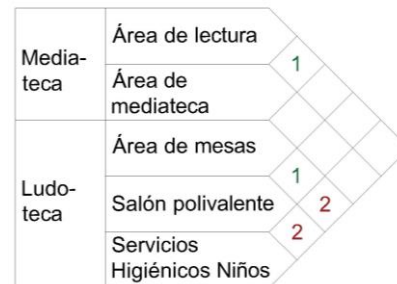 Media-
teca
Área de lectura
1
Área de
mediateca
Ludo-
teca
Área de mesas
1
Salón polivalente
2
2
Servicios
Higiénicos Niños